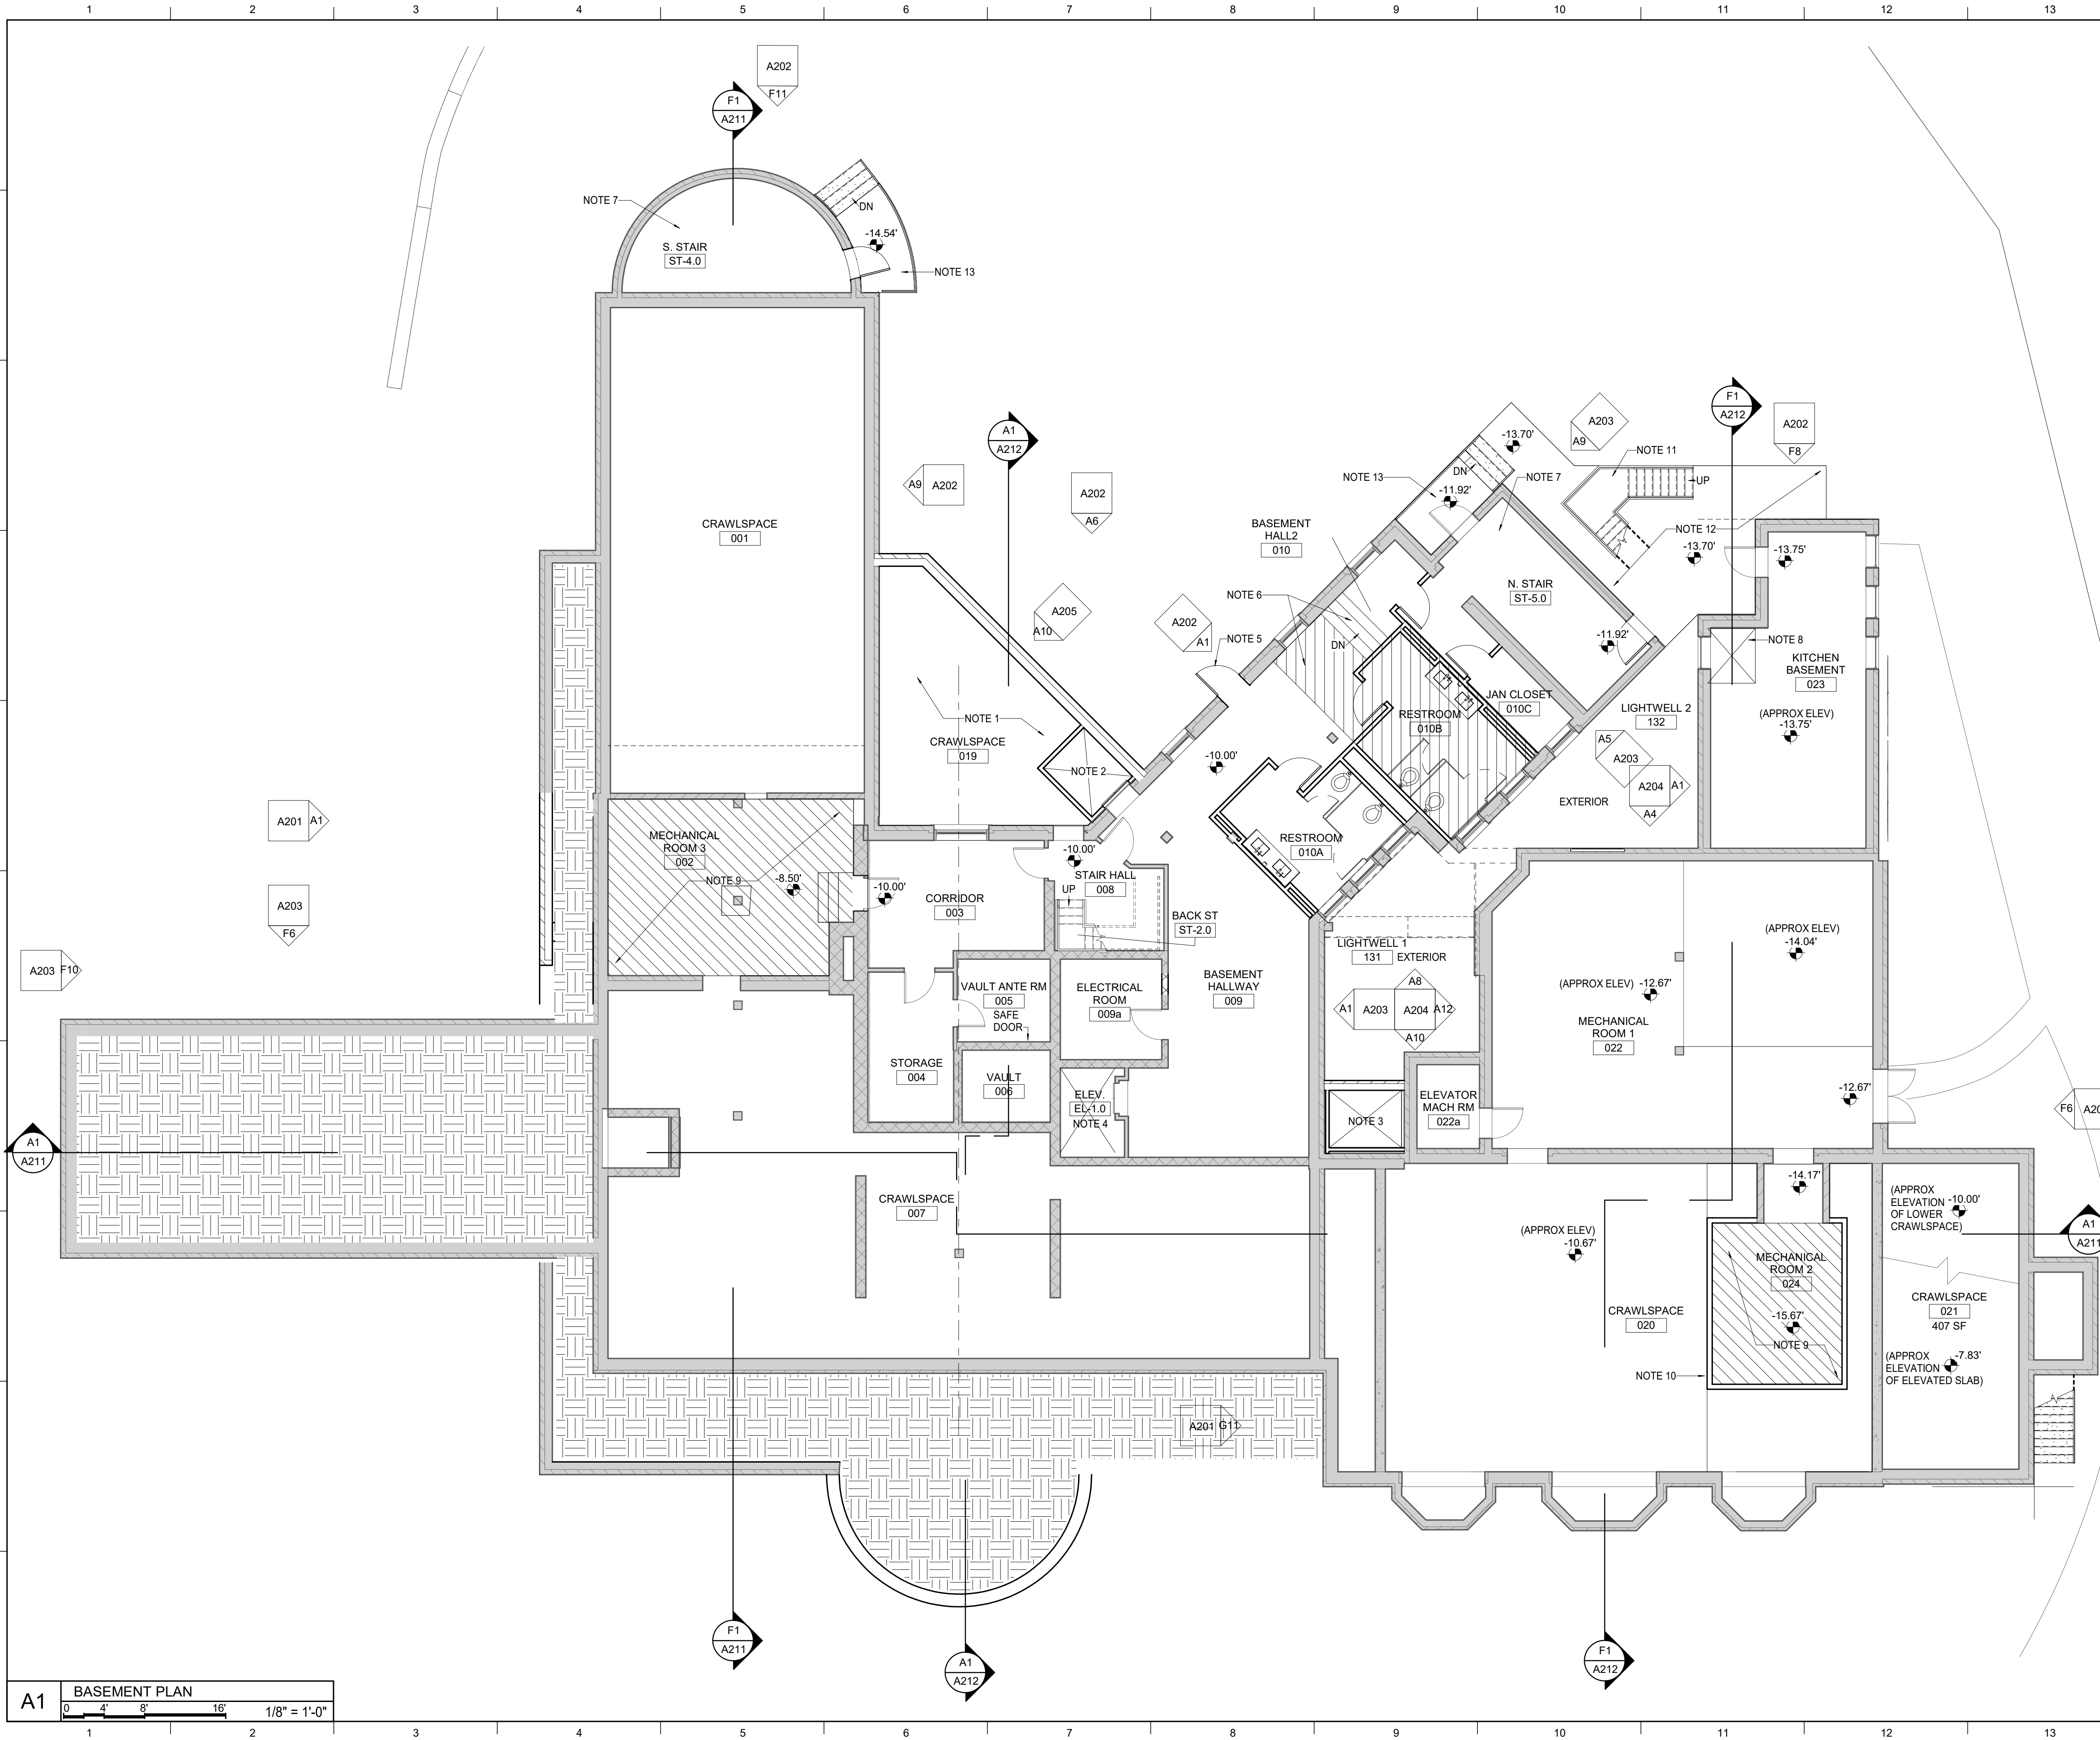 1 2 3 4 5 6 7 8 9 10 11 12 13
A202
F11
F1
A211
NOTE 7
DN
-14.54'
S. STAIR
ST-4.0
NOTE 13
F1
A212
A202
F8
A203
A9
NOTE 11
UP
-13.70'
DN
NOTE 13
NOTE 7
-11.92'
A1
A212
A9 A202
A202
A6
CRAWLSPACE
001
BASEMENT
HALL2
010
NOTE 12
-13.70'
-13.75'
N. STAIR
ST-5.0
NOTE 6
A205
A10
A202
A1
NOTE 5
DN
-11.92'
NOTE 8
KITCHEN
BASEMENT
023
JAN CLOSET
010C
LIGHTWELL 2
132
(APPROX ELEV)
-13.75'
NOTE 1
CRAWLSPACE
019
RESTROOM
010B
A5
A203
-10.00'
NOTE 2
A204 A1
A4
EXTERIOR
A201 A1
MECHANICAL
ROOM 3
002
NOTE 9
-8.50'
-10.00'
RESTROOM
010A
-10.00'
STAIR HALL
008
UP
CORRIDOR
003
A203
F6
BACK ST
ST-2.0
LIGHTWELL 1
131 EXTERIOR
(APPROX ELEV)
-14.04'
A203 F10
BASEMENT
HALLWAY
009
VAULT ANTE RM
005
SAFE
DOOR
ELECTRICAL
ROOM
009a
A8
A1 A203 A204 A12
A10
(APPROX ELEV) -12.67'
MECHANICAL
ROOM 1
022
STORAGE
004
VAULT
006
ELEV.
EL-1.0
NOTE 4
NOTE 3
ELEVATOR
MACH RM
022a
-12.67'
F6 A20
A1
A211
-14.17'
CRAWLSPACE
007
(APPROX
ELEVATION -10.00'
OF LOWER
CRAWLSPACE)
A1
A211
(APPROX ELEV)
-10.67'
MECHANICAL
ROOM 2
024
CRAWLSPACE
020
-15.67'
NOTE 9
CRAWLSPACE
021
407 SF
NOTE 10
(APPROX -7.83'
ELEVATION
OF ELEVATED SLAB)
A201 G11
F1
A211
A1
A212
F1
A212
A1
BASEMENT PLAN
0 4' 8' 16' 1/8" = 1'-0"
1 2 3 4 5 6 7 8 9 10 11 12 13